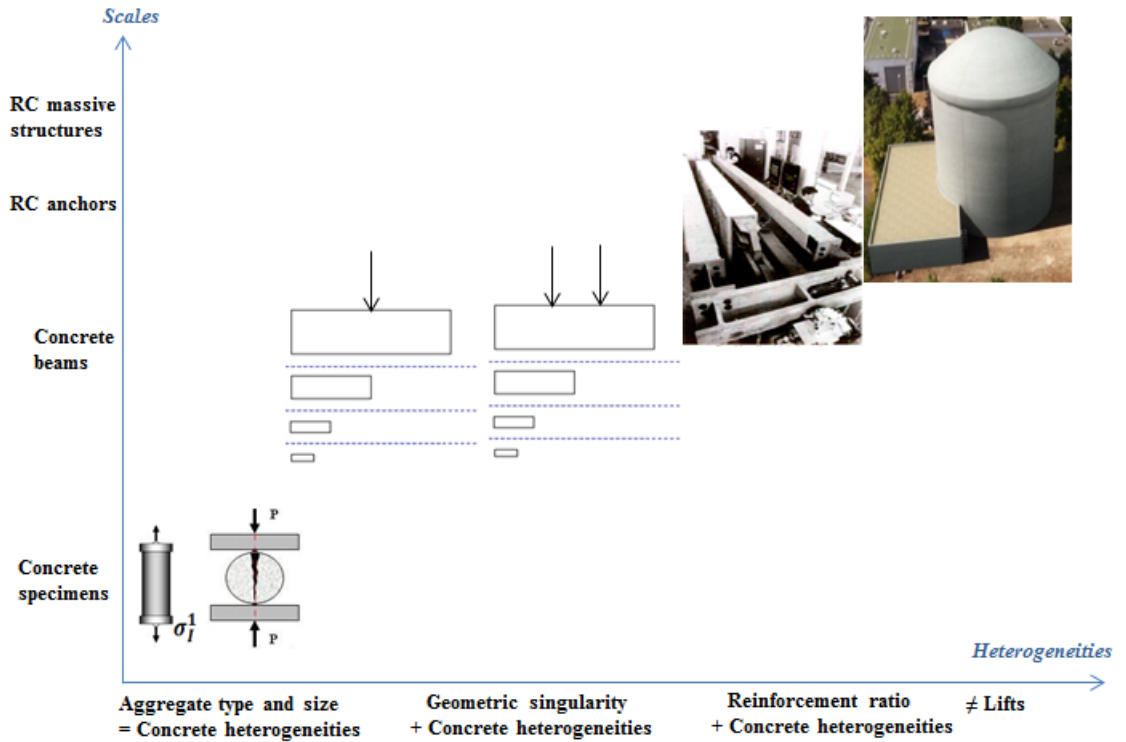 Scales
RC massive
structures
RC anchors
Concrete
beams
Concrete
specimens
P
σ_I^1
P
Heterogeneities
Aggregate type and size
= Concrete heterogeneities
Geometric singularity
+ Concrete heterogeneities
Reinforcement ratio
+ Concrete heterogeneities
≠ Lifts